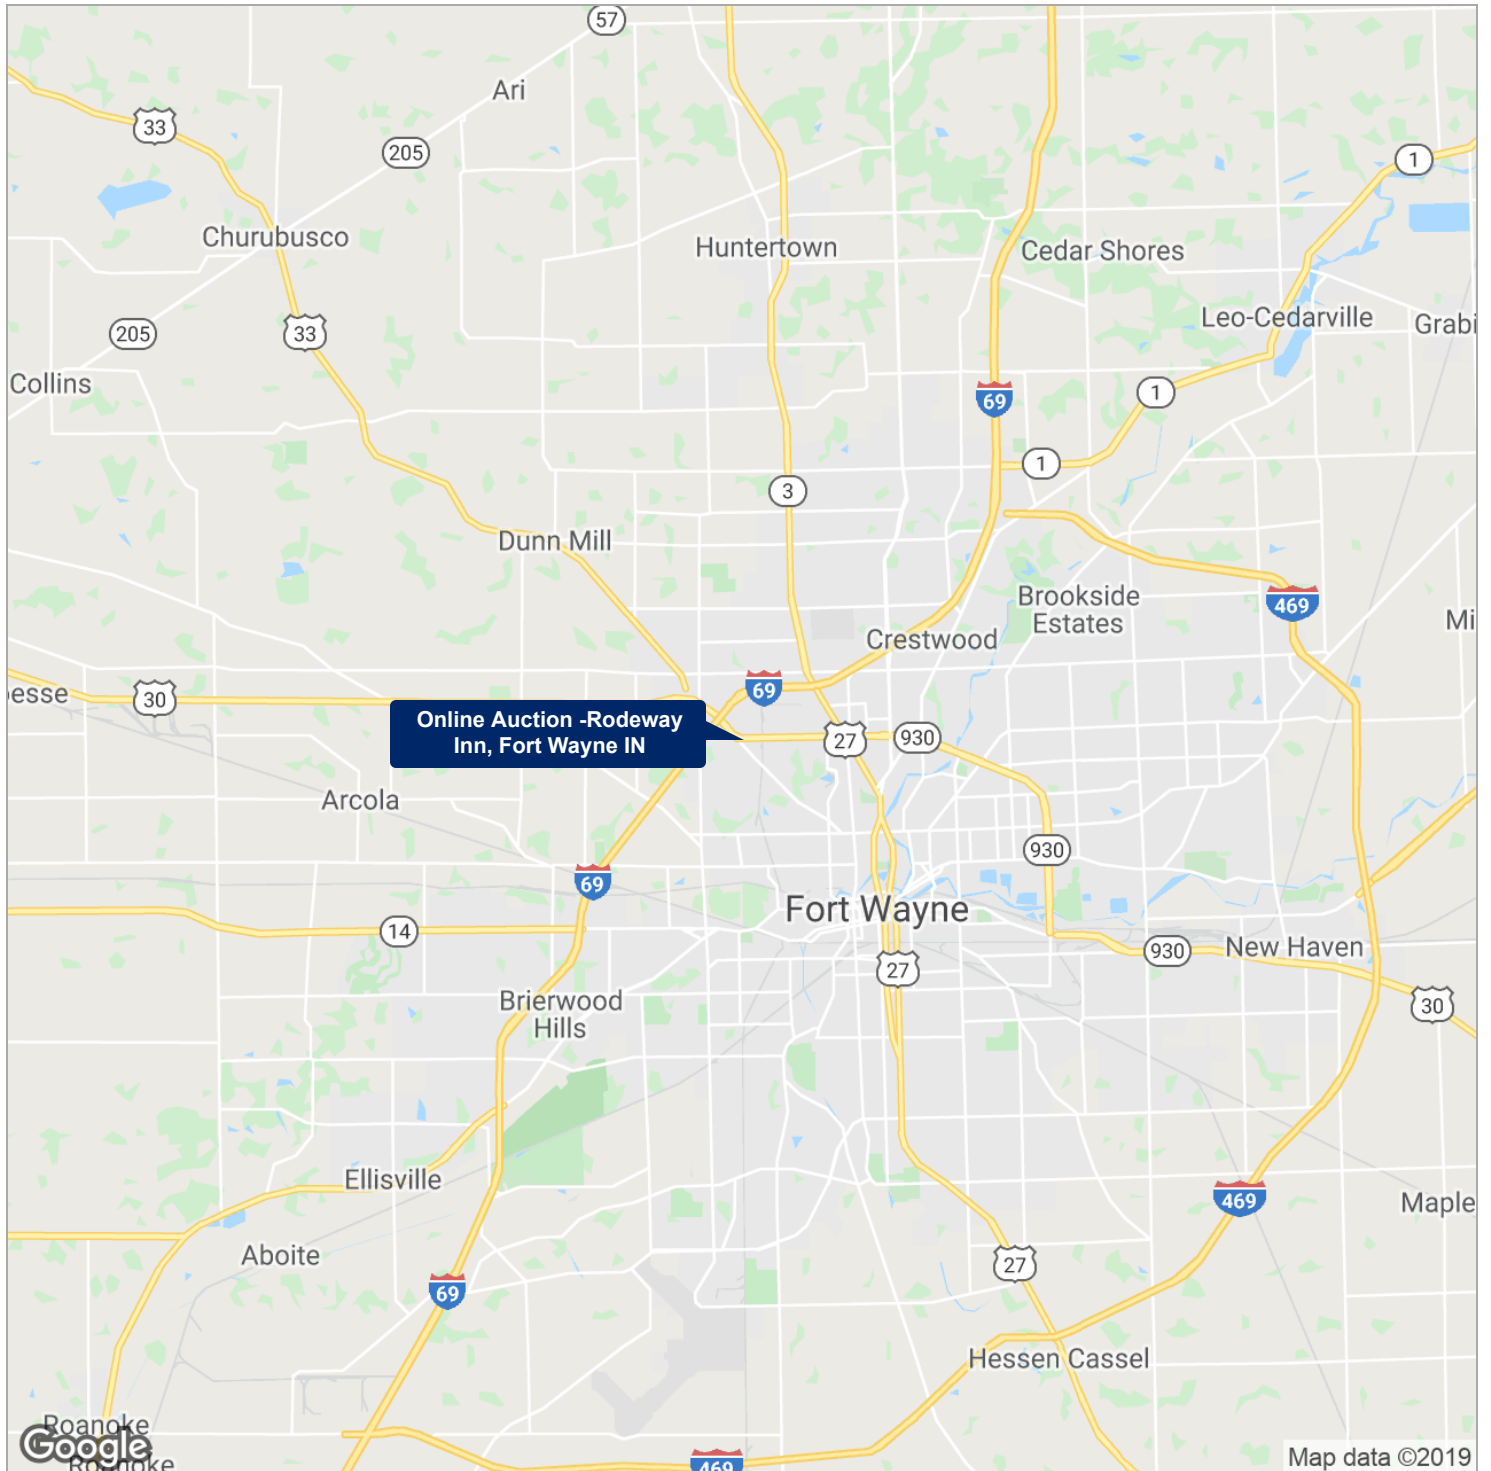 57
Ari
33
205
1
Churubusco
Huntertown
Cedar Shores
Leo-Cedarville
Grabi
205
33
Collins
69
1
1
3
Dunn Mill
Brookside
Estates
469
Mi
Crestwood
esse
30
69
Online Auction -Rodeway
Inn, Fort Wayne IN
27
930
Arcola
930
69
Fort Wayne
14
930
New Haven
27
Brierwood
Hills
30
Ellisville
469
Maple
Aboite
27
69
Hessen Cassel
Roanoke
Google
Roanoke
469
Map data ©2019